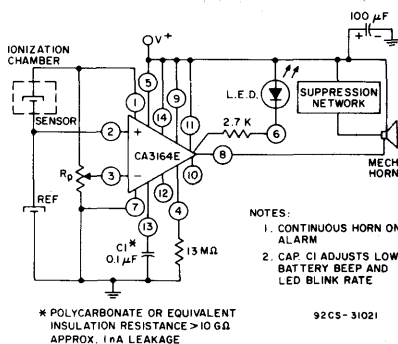 100 µF
+ -
V+
IONIZATION
CHAMBER
SENSOR
5
9
1
14
11
L.E.D.
SUPPRESSION
NETWORK
2
+
2.7 K
6
CA3164E
8
Rp
3
-
10
MECH
HORN
7
12
4
REF
13
C1*
0.1 µF
13 MΩ
NOTES:
1. CONTINUOUS HORN ON
ALARM
2. CAP. C1 ADJUSTS LOW
BATTERY BEEP AND
LED BLINK RATE
* POLYCARBONATE OR EQUIVALENT
INSULATION RESISTANCE > 10 GΩ
APPROX. 1 nA LEAKAGE
92CS-31021